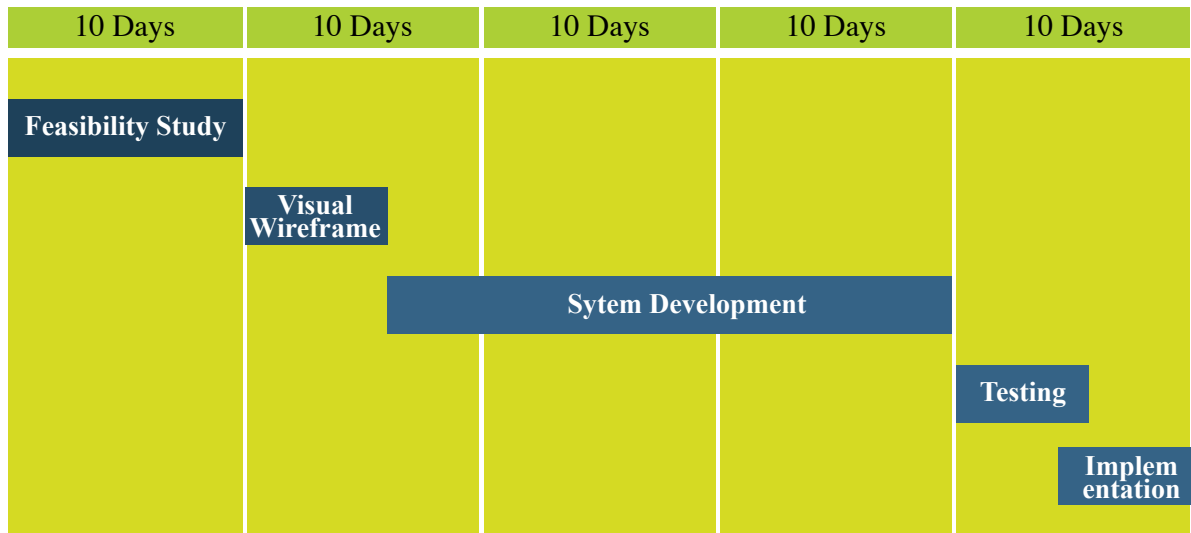 10 Days 10 Days 10 Days 10 Days 10 Days
Feasibility Study
Visual
Wireframe
Sytem Development
Testing
Implem
entation